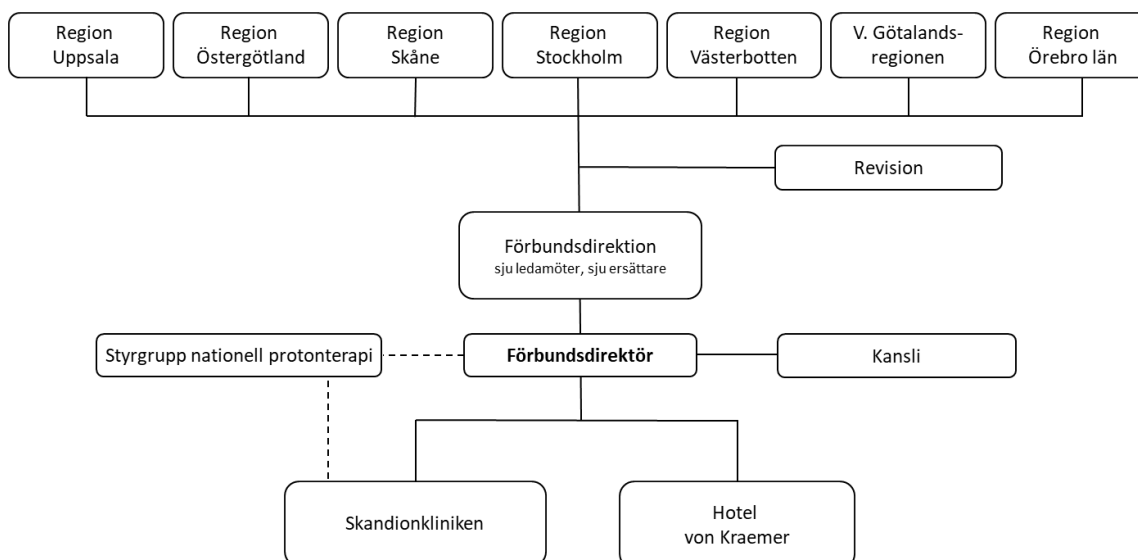 Region
Uppsala
Region
Östergötland
Region
Skåne
Region
Stockholm
Region
Västerbotten
V. Götalands-
regionen
Region
Örebro län
Revision
Förbundsdirektion
sju ledamöter, sju ersättare
Styrgrupp nationell protonterapi
Förbundsdirektör
Kansli
Skandionkliniken
Hotel
von Kraemer